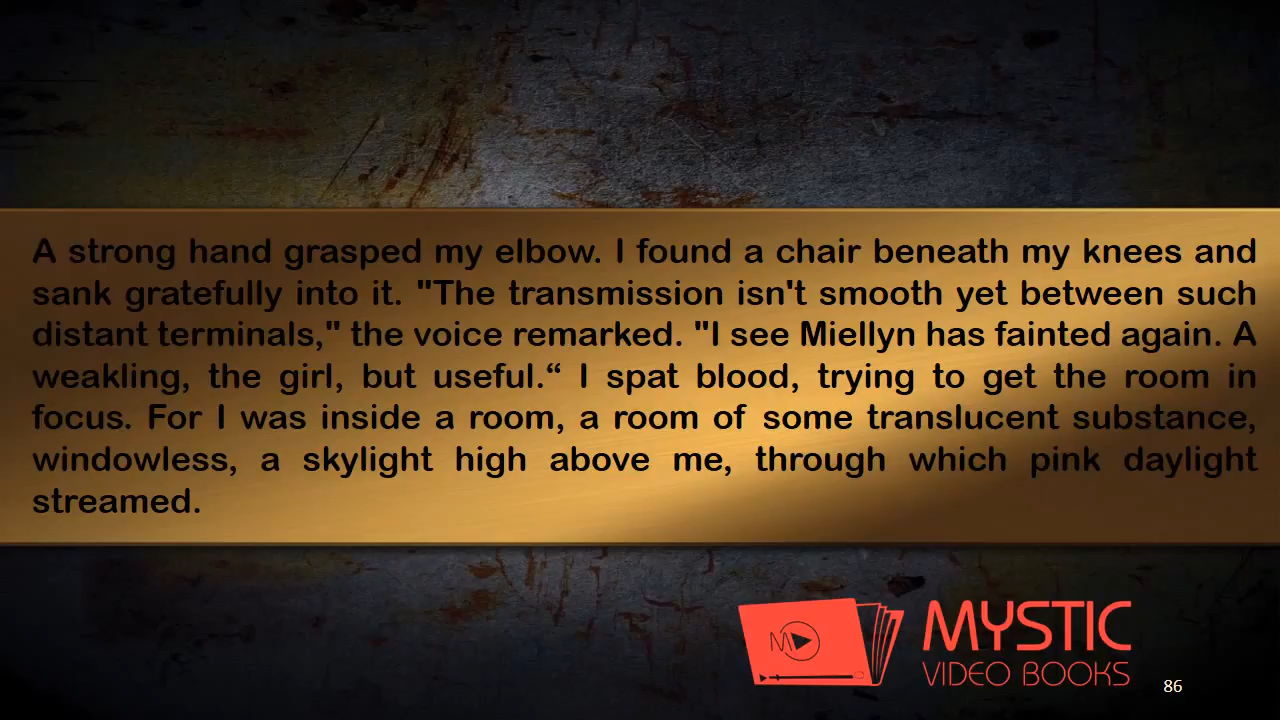 A strong hand grasped my elbow. I found a chair beneath my knees and
sank gratefully into it. "The transmission isn't smooth yet between such
distant terminals," the voice remarked. "I see Miellyn has fainted again. A
weakling, the girl, but useful.“ I spat blood, trying to get the room in
focus. For I was inside a room, a room of some translucent substance,
windowless, a skylight high above me, through which pink daylight
streamed.
M
MYSTIC
VIDEO BOOKS
86